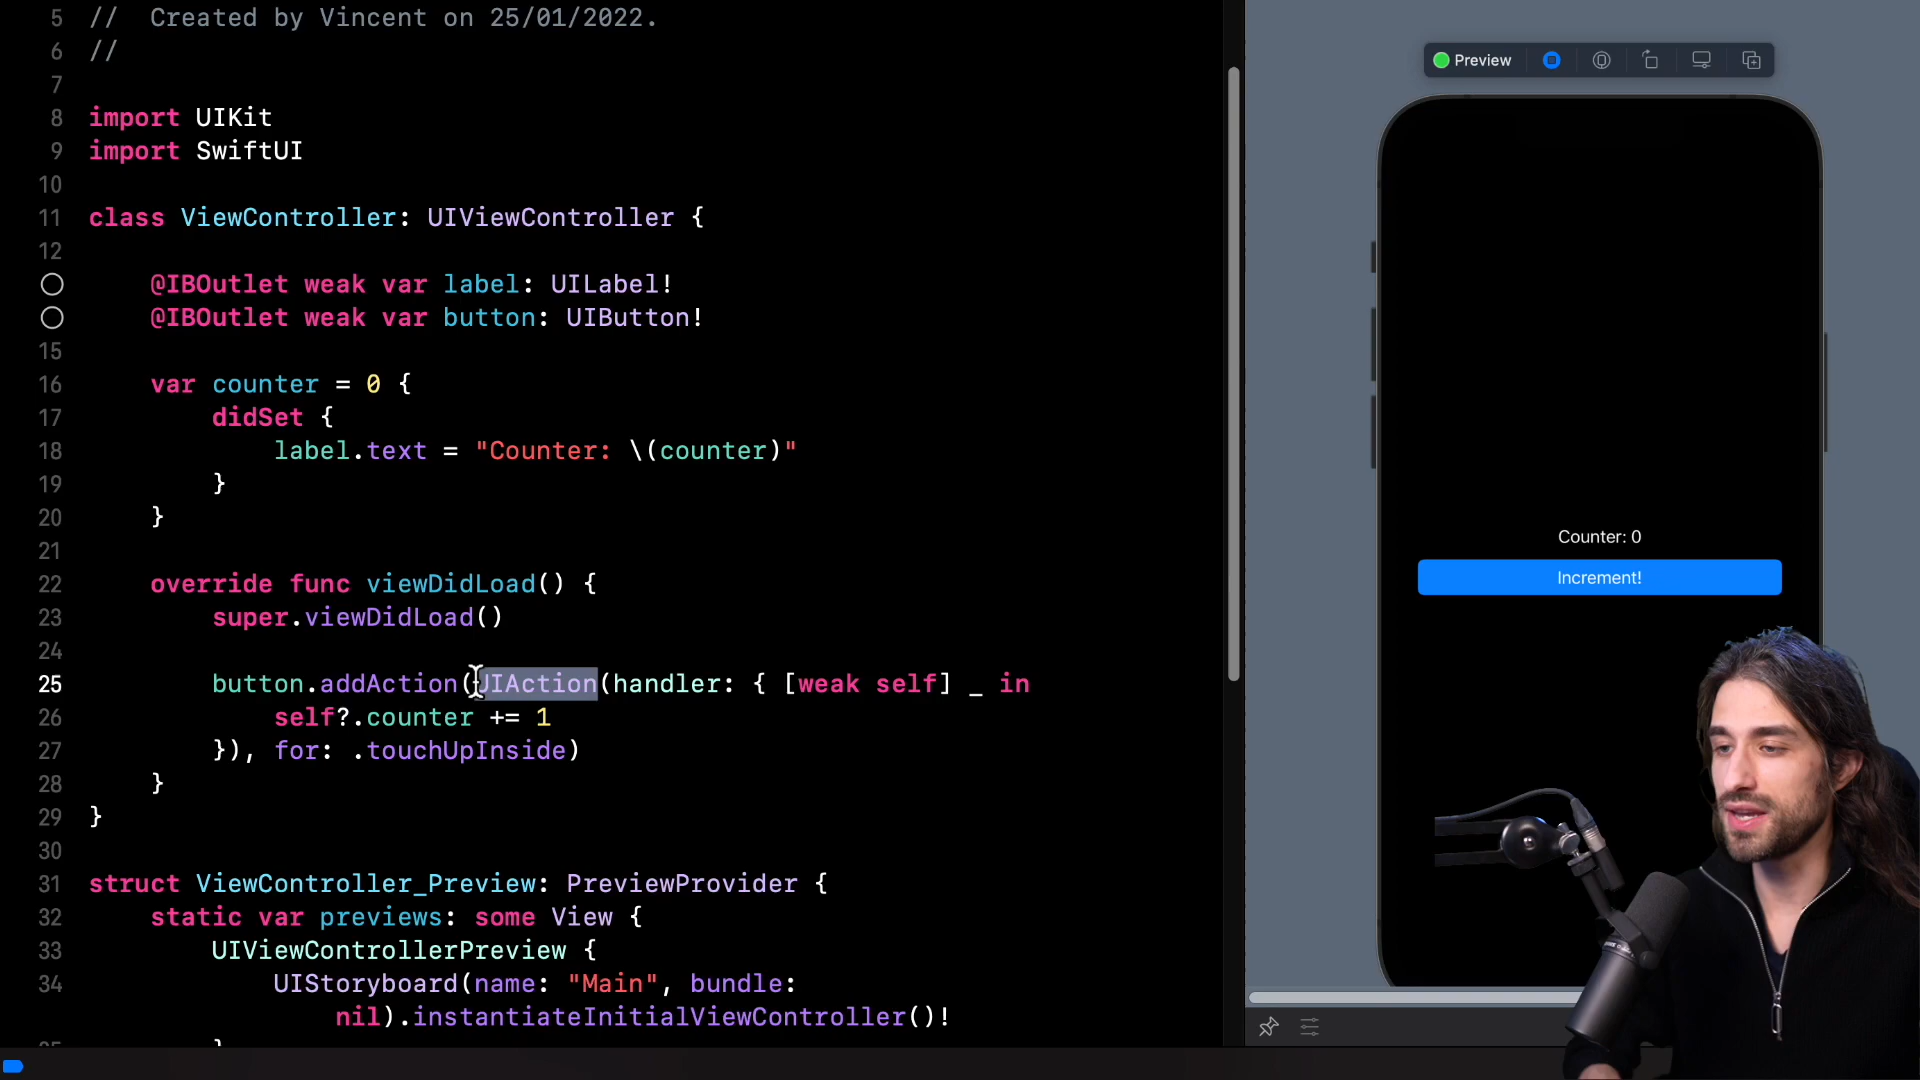 5 //  Created by Vincent on 25/01/2022.
6 //
7
8 import UIKit
9 import SwiftUI
10
11 class ViewController: UIViewController {
12
@IBOutlet weak var label: UILabel!
@IBOutlet weak var button: UIButton!
15
16 var counter = 0 {
17 didSet {
18 label.text = "Counter: \(counter)"
19 }
20 }
21
22 override func viewDidLoad() {
23 super.viewDidLoad()
24
25 button.addAction(UIAction(handler: { [weak self] _ in
26 self?.counter += 1
27 }), for: .touchUpInside)
28 }
29 }
30
31 struct ViewController_Preview: PreviewProvider {
32 static var previews: some View {
33 UIViewControllerPreview {
34 UIStoryboard(name: "Main", bundle:
nil).instantiateInitialViewController()!
Preview
Counter: 0
Increment!